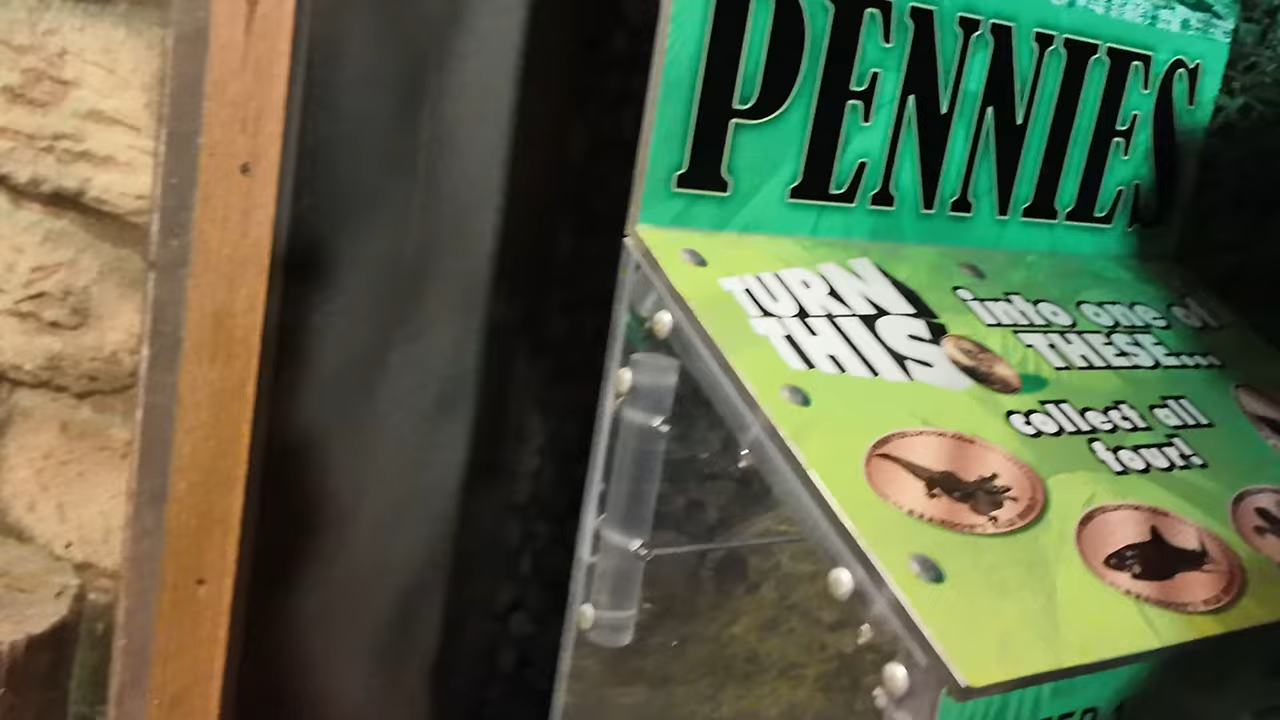 PENNIES
TURN
THIS
into one of
THESE...
collect all
four!